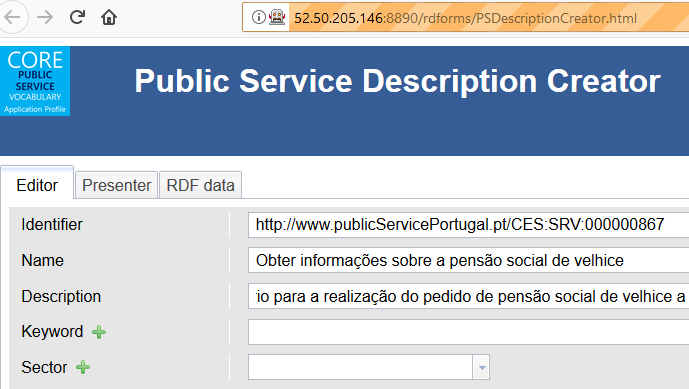 52.50.205.146:8890/rdforms/PSDescriptionCreator.html
CORE
PUBLIC
SERVICE
VOCABULARY
Application Profile
Public Service Description Creator
Editor Presenter RDF data
Identifier http://www.publicServicePortugal.pt/CES:SRV:000000867
Name Obter informações sobre a pensão social de velhice
Description io para a realização do pedido de pensão social de velhice a
Keyword
Sector